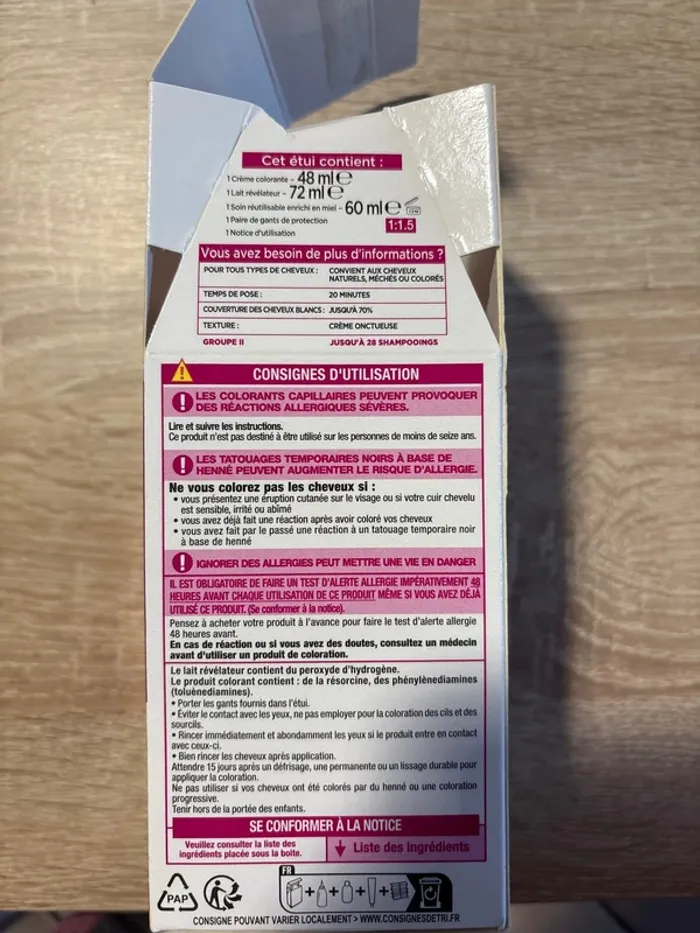 Cet étui contient :
1 Crème colorante - 48 ml e
1 Lait révélateur - 72 ml e
1 Soin réutilisable enrichi en miel - 60 ml e 12M
1 Paire de gants de protection
1:1.5
1 Notice d'utilisation
Vous avez besoin de plus d'informations ?
POUR TOUS TYPES DE CHEVEUX : CONVIENT AUX CHEVEUX
NATURELS, MÉCHÉS OU COLORÉS
TEMPS DE POSE : 20 MINUTES
COUVERTURE DES CHEVEUX BLANCS : JUSQU'À 70%
TEXTURE : CRÈME ONCTUEUSE
GROUPE II JUSQU'À 28 SHAMPOOINGS
CONSIGNES D'UTILISATION
LES COLORANTS CAPILLAIRES PEUVENT PROVOQUER
DES RÉACTIONS ALLERGIQUES SÉVÈRES.
Lire et suivre les instructions.
Ce produit n'est pas destiné à être utilisé sur les personnes de moins de seize ans.
LES TATOUAGES TEMPORAIRES NOIRS À BASE DE
HENNÉ PEUVENT AUGMENTER LE RISQUE D'ALLERGIE.
Ne vous colorez pas les cheveux si :
• vous présentez une éruption cutanée sur le visage ou si votre cuir chevelu
est sensible, irrité ou abîmé
• vous avez déjà fait une réaction après avoir coloré vos cheveux
• vous avez fait par le passé une réaction à un tatouage temporaire noir
à base de henné
IGNORER DES ALLERGIES PEUT METTRE UNE VIE EN DANGER
IL EST OBLIGATOIRE DE FAIRE UN TEST D'ALERTE ALLERGIE IMPÉRATIVEMENT 48
HEURES AVANT CHAQUE UTILISATION DE CE PRODUIT MÊME SI VOUS AVEZ DÉJÀ
UTILISÉ CE PRODUIT. (Se conformer à la notice).
Pensez à acheter votre produit à l'avance pour faire le test d'alerte allergie
48 heures avant.
En cas de réaction ou si vous avez des doutes, consultez un médecin
avant d'utiliser un produit de coloration.
Le lait révélateur contient du peroxyde d'hydrogène.
Le produit colorant contient : de la résorcine, des phénylènediamines
(toluènediamines).
• Porter les gants fournis dans l'étui.
• Éviter le contact avec les yeux, ne pas employer pour la coloration des cils et des
sourcils.
• Rincer immédiatement et abondamment les yeux si le produit entre en contact
avec ceux-ci.
• Bien rincer les cheveux après application.
Attendre 15 jours après un défrisage, une permanente ou un lissage durable pour
appliquer la coloration.
Ne pas utiliser si vos cheveux ont été colorés par du henné ou une coloration
progressive.
Tenir hors de la portée des enfants.
SE CONFORMER À LA NOTICE
Veuillez consulter la liste des
ingrédients placée sous la boîte.
Liste des ingrédients
FR
PAP
CONSIGNE POUVANT VARIER LOCALEMENT > WWW.CONSIGNESDETRI.FR